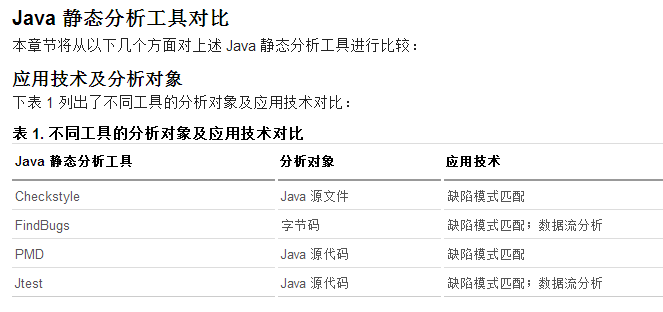 Java 静态分析工具对比
本章节将从以下几个方面对上述 Java 静态分析工具进行比较：
应用技术及分析对象
下表 1 列出了不同工具的分析对象及应用技术对比：
表 1. 不同工具的分析对象及应用技术对比
Java 静态分析工具 分析对象 应用技术
Checkstyle Java 源文件 缺陷模式匹配
FindBugs 字节码 缺陷模式匹配；数据流分析
PMD Java 源代码 缺陷模式匹配
Jtest Java 源代码 缺陷模式匹配；数据流分析